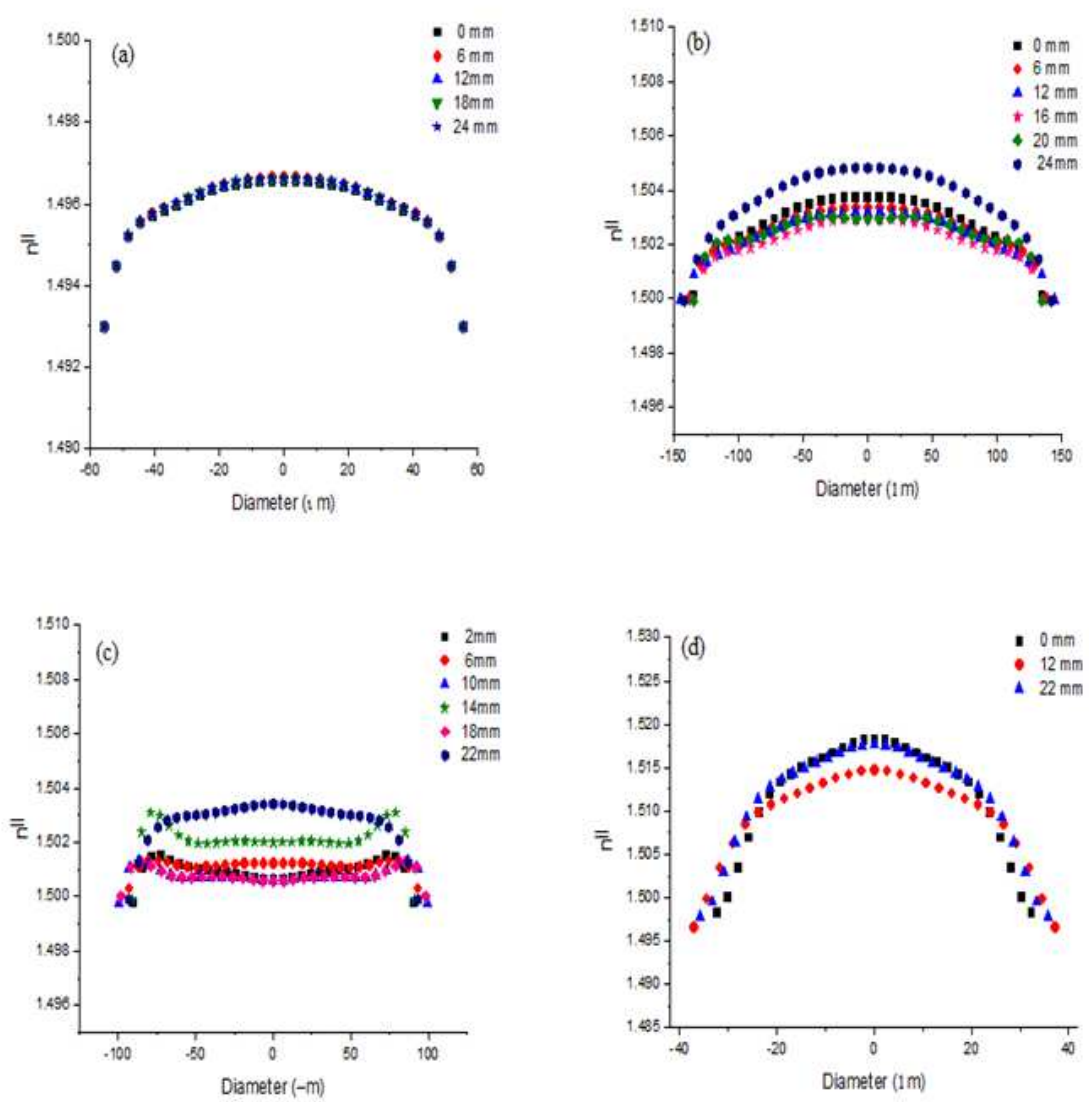 (a)
0 mm
6 mm
12mm
18mm
24 mm
1.500
1.498
1.496
1.494
1.492
1.480
n||
-60 -40 -20 0 20 40 60
Diameter (ι m)
(b)
0 mm
6 mm
12 mm
16 mm
20 mm
24mm
1.510
1.508
1.506
1.504
1.502
1.500
1.498
1.496
n||
-150 -100 -50 0 50 100 150
Diameter (1 m)
(c)
2mm
6mm
10mm
14mm
18mm
22mm
1.510
1.508
1.506
1.504
1.502
1.500
1.498
1.496
n||
-100 -50 0 50 100
Diameter (–m)
(d)
0 mm
12 mm
22 mm
1.530
1.525
1.520
1.515
1.510
1.505
1.500
1.495
1.490
1.485
n||
-40 -20 0 20 40
Diameter (1 m)